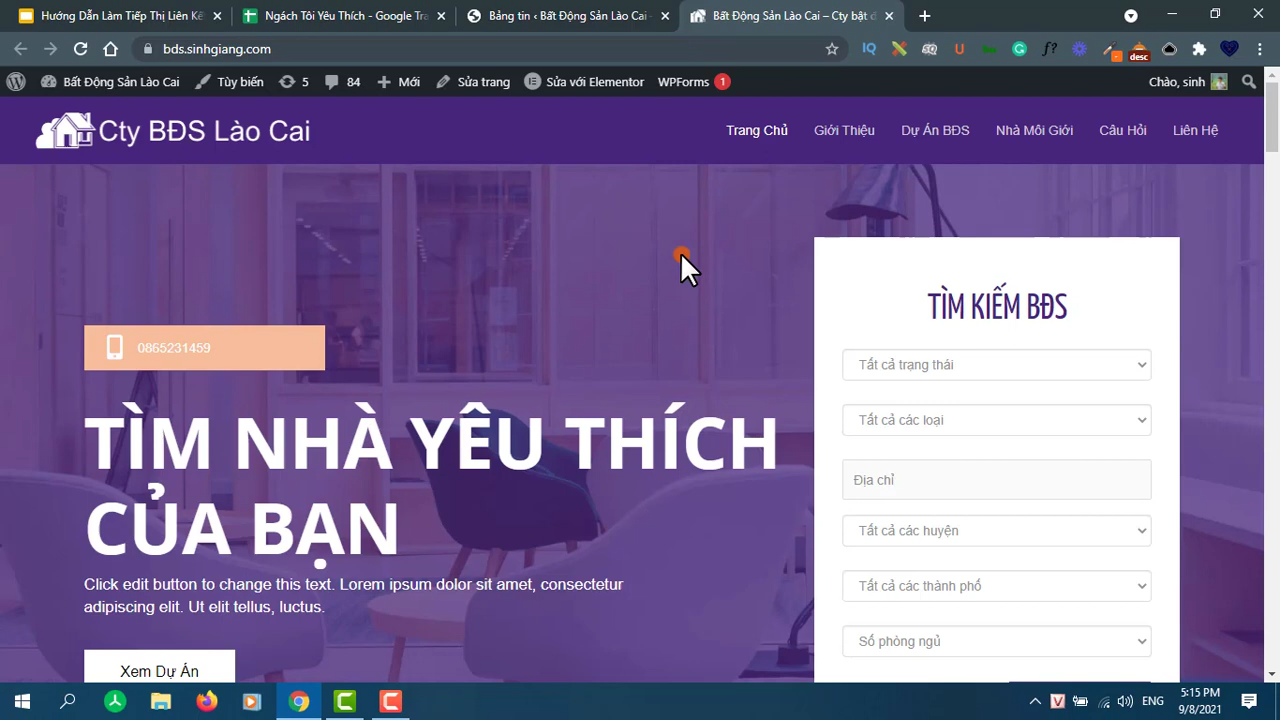 Hướng Dẫn Làm Tiếp Thị Liên K
Ngách Tôi Yêu Thích - Google Tra
Bảng tin ‹ Bất Động Sản Lào Cai -
Bất Động Sản Lào Cai – Cty bật đ
bds.sinhgiang.com
desc
Bất Động Sản Lào Cai
Tùy biến
5
84
Mới
Sửa trang
Sửa với Elementor
WPForms 1
Chào, sinh
Cty BĐS Lào Cai
Trang Chủ
Giới Thiệu
Dự Án BĐS
Nhà Môi Giới
Câu Hỏi
Liên Hệ
0865231459
TÌM NHÀ YÊU THÍCH
CỦA BẠN
Click edit button to change this text. Lorem ipsum dolor sit amet, consectetur
adipiscing elit. Ut elit tellus, luctus.
Xem Dự Án
TÌM KIẾM BĐS
Tất cả trạng thái
Tất cả các loại
Địa chỉ
Tất cả các huyện
Tất cả các thành phố
Số phòng ngủ
ENG
5:15 PM
9/8/2021